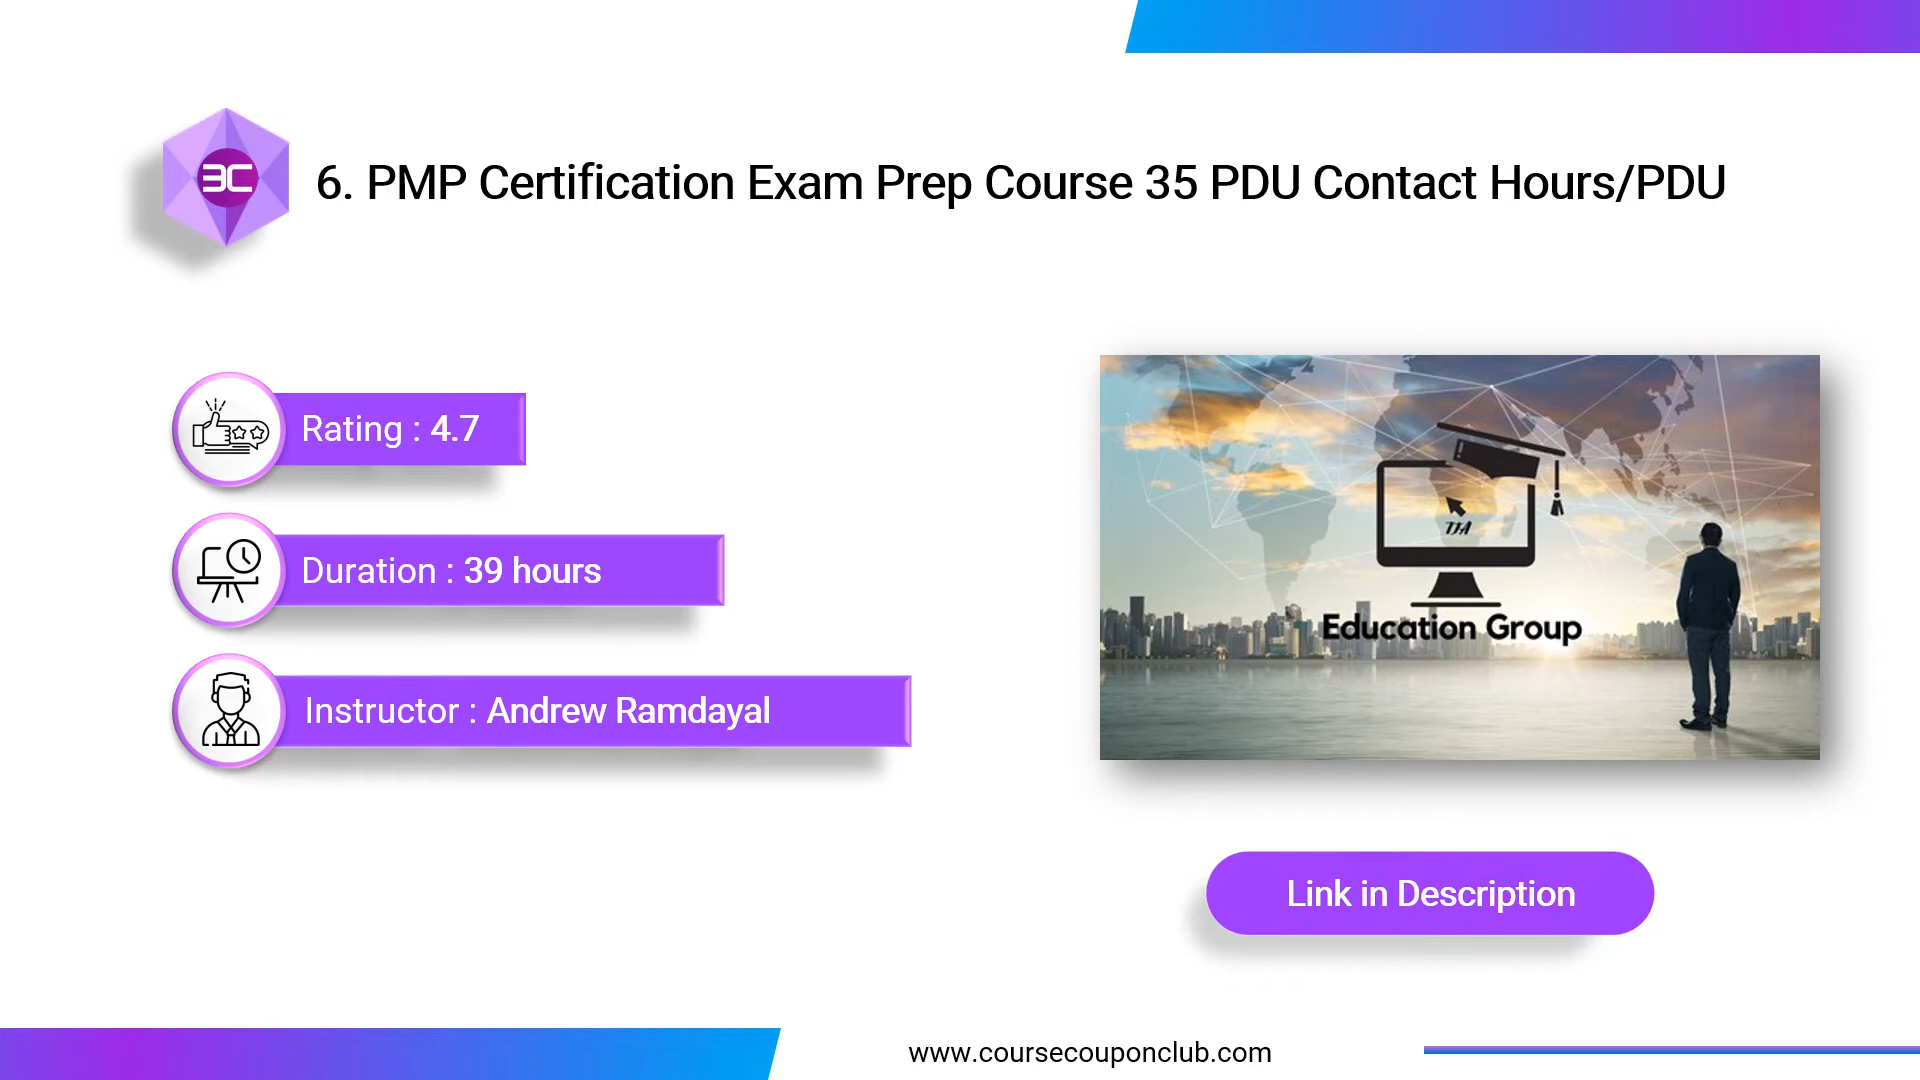 3C
6. PMP Certification Exam Prep Course 35 PDU Contact Hours/PDU
Rating : 4.7
Duration : 39 hours
Instructor : Andrew Ramdayal
TIA
Education Group
Link in Description
www.coursecouponclub.com